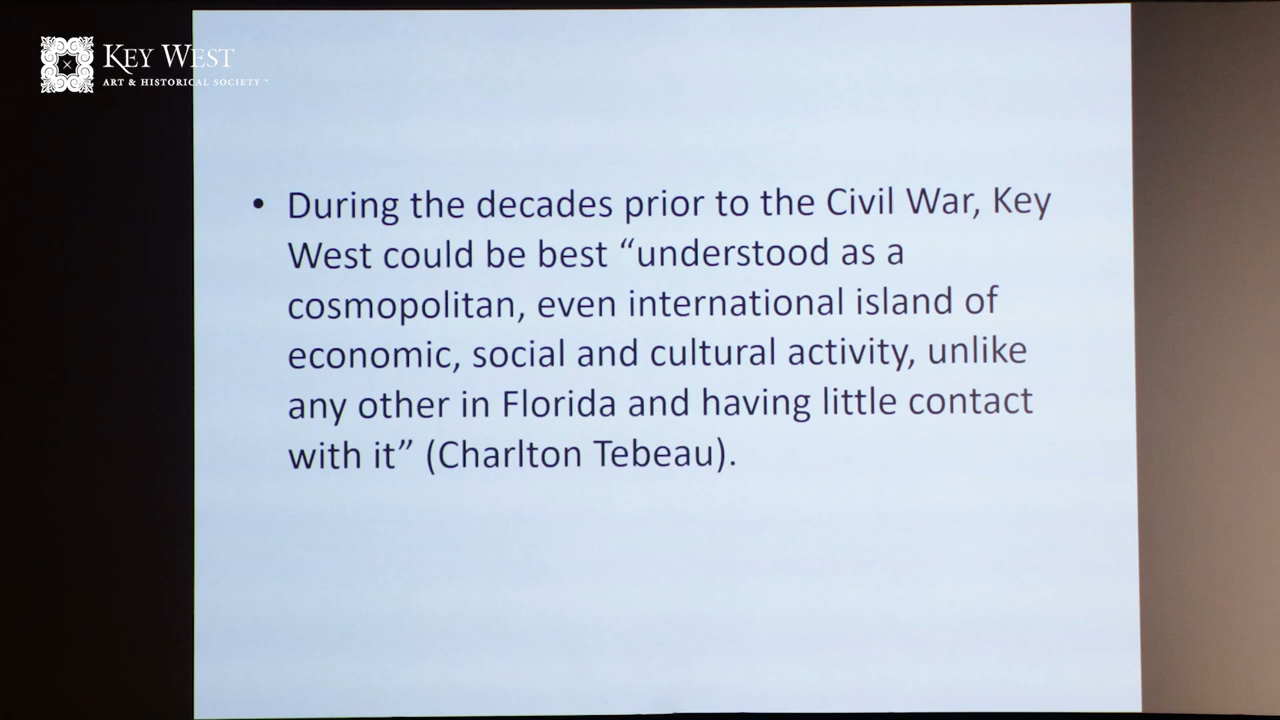 KEY WEST
ART & HISTORICAL SOCIETY™
• During the decades prior to the Civil War, Key
West could be best “understood as a
cosmopolitan, even international island of
economic, social and cultural activity, unlike
any other in Florida and having little contact
with it” (Charlton Tebeau).